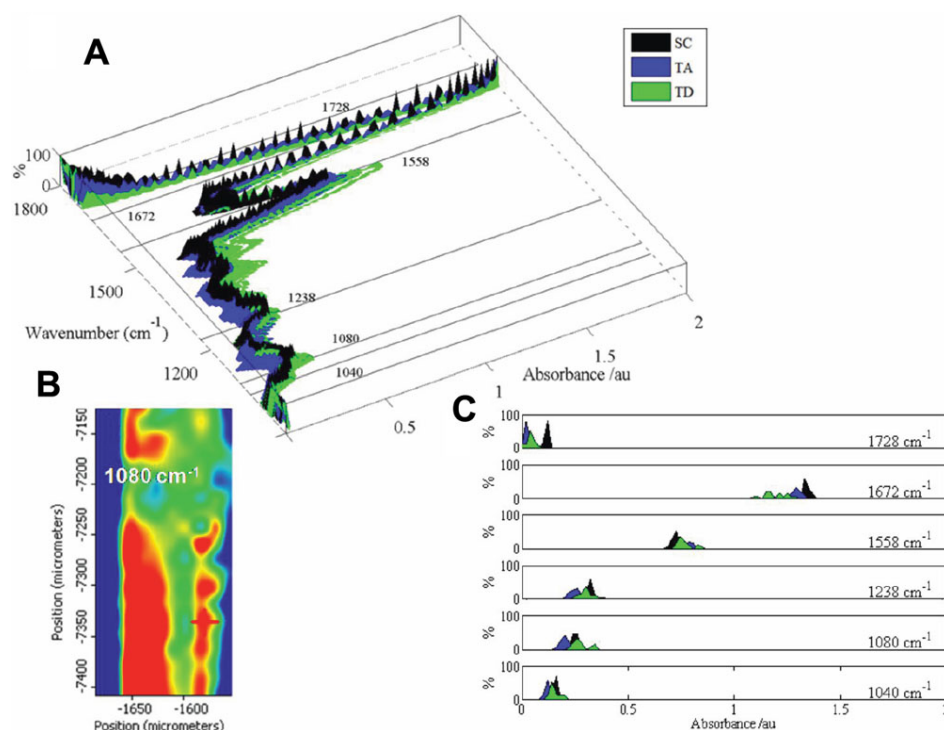 A
SC
TA
TD
1728
1558
1672
100
%
0
1800
1500
Wavenumber (cm-1)
1200
1238
1080
1040
2
1.5
Absorbance /au
1
0.5
B
1080 cm-1
-7150
-7200
-7250
-7300
-7350
-7400
Position (micrometers)
-1650
-1600
Position (micrometers)
C
100
%
0
1728 cm-1
100
%
0
1672 cm-1
100
%
0
1558 cm-1
100
%
0
1238 cm-1
100
%
0
1080 cm-1
100
%
0
1040 cm-1
0
0.5
1
1.5
Absorbance /au